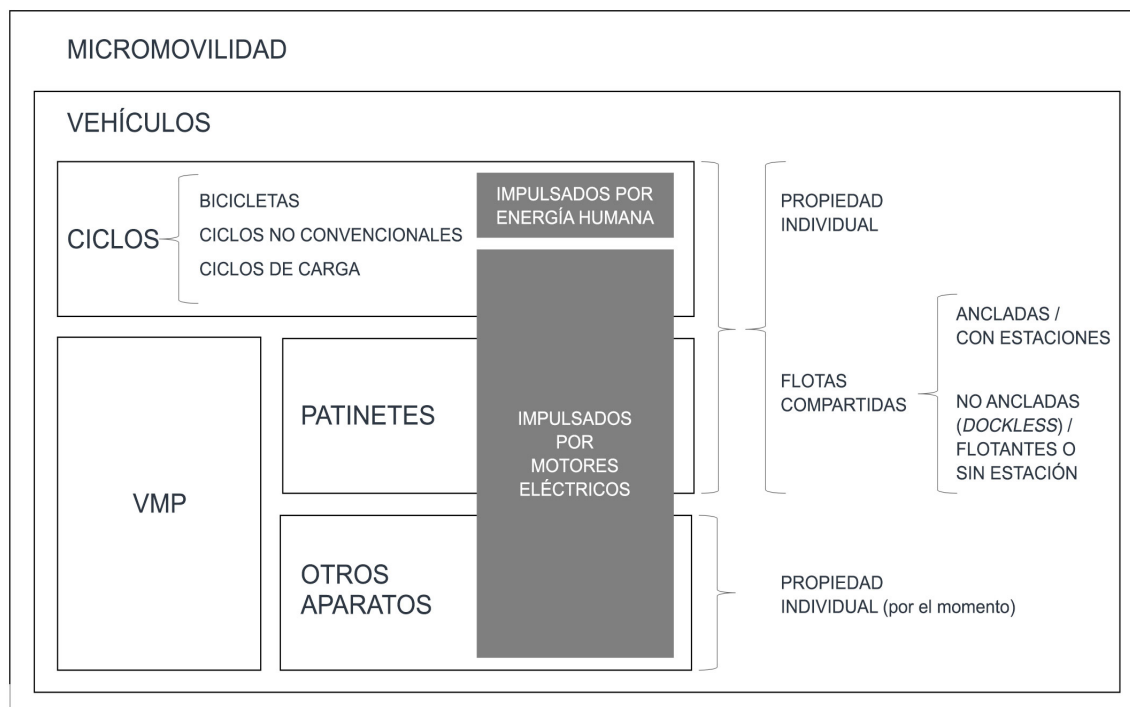 MICROMOVILIDAD
VEHÍCULOS
CICLOS
BICICLETAS
CICLOS NO CONVENCIONALES
CICLOS DE CARGA
IMPULSADOS POR
ENERGÍA HUMANA
PROPIEDAD
INDIVIDUAL
FLOTAS
COMPARTIDAS
ANCLADAS /
CON ESTACIONES
NO ANCLADAS
(DOCKLESS) /
FLOTANTES O
SIN ESTACIÓN
VMP
PATINETES
IMPULSADOS
POR
MOTORES
ELÉCTRICOS
OTROS
APARATOS
PROPIEDAD
INDIVIDUAL (por el momento)